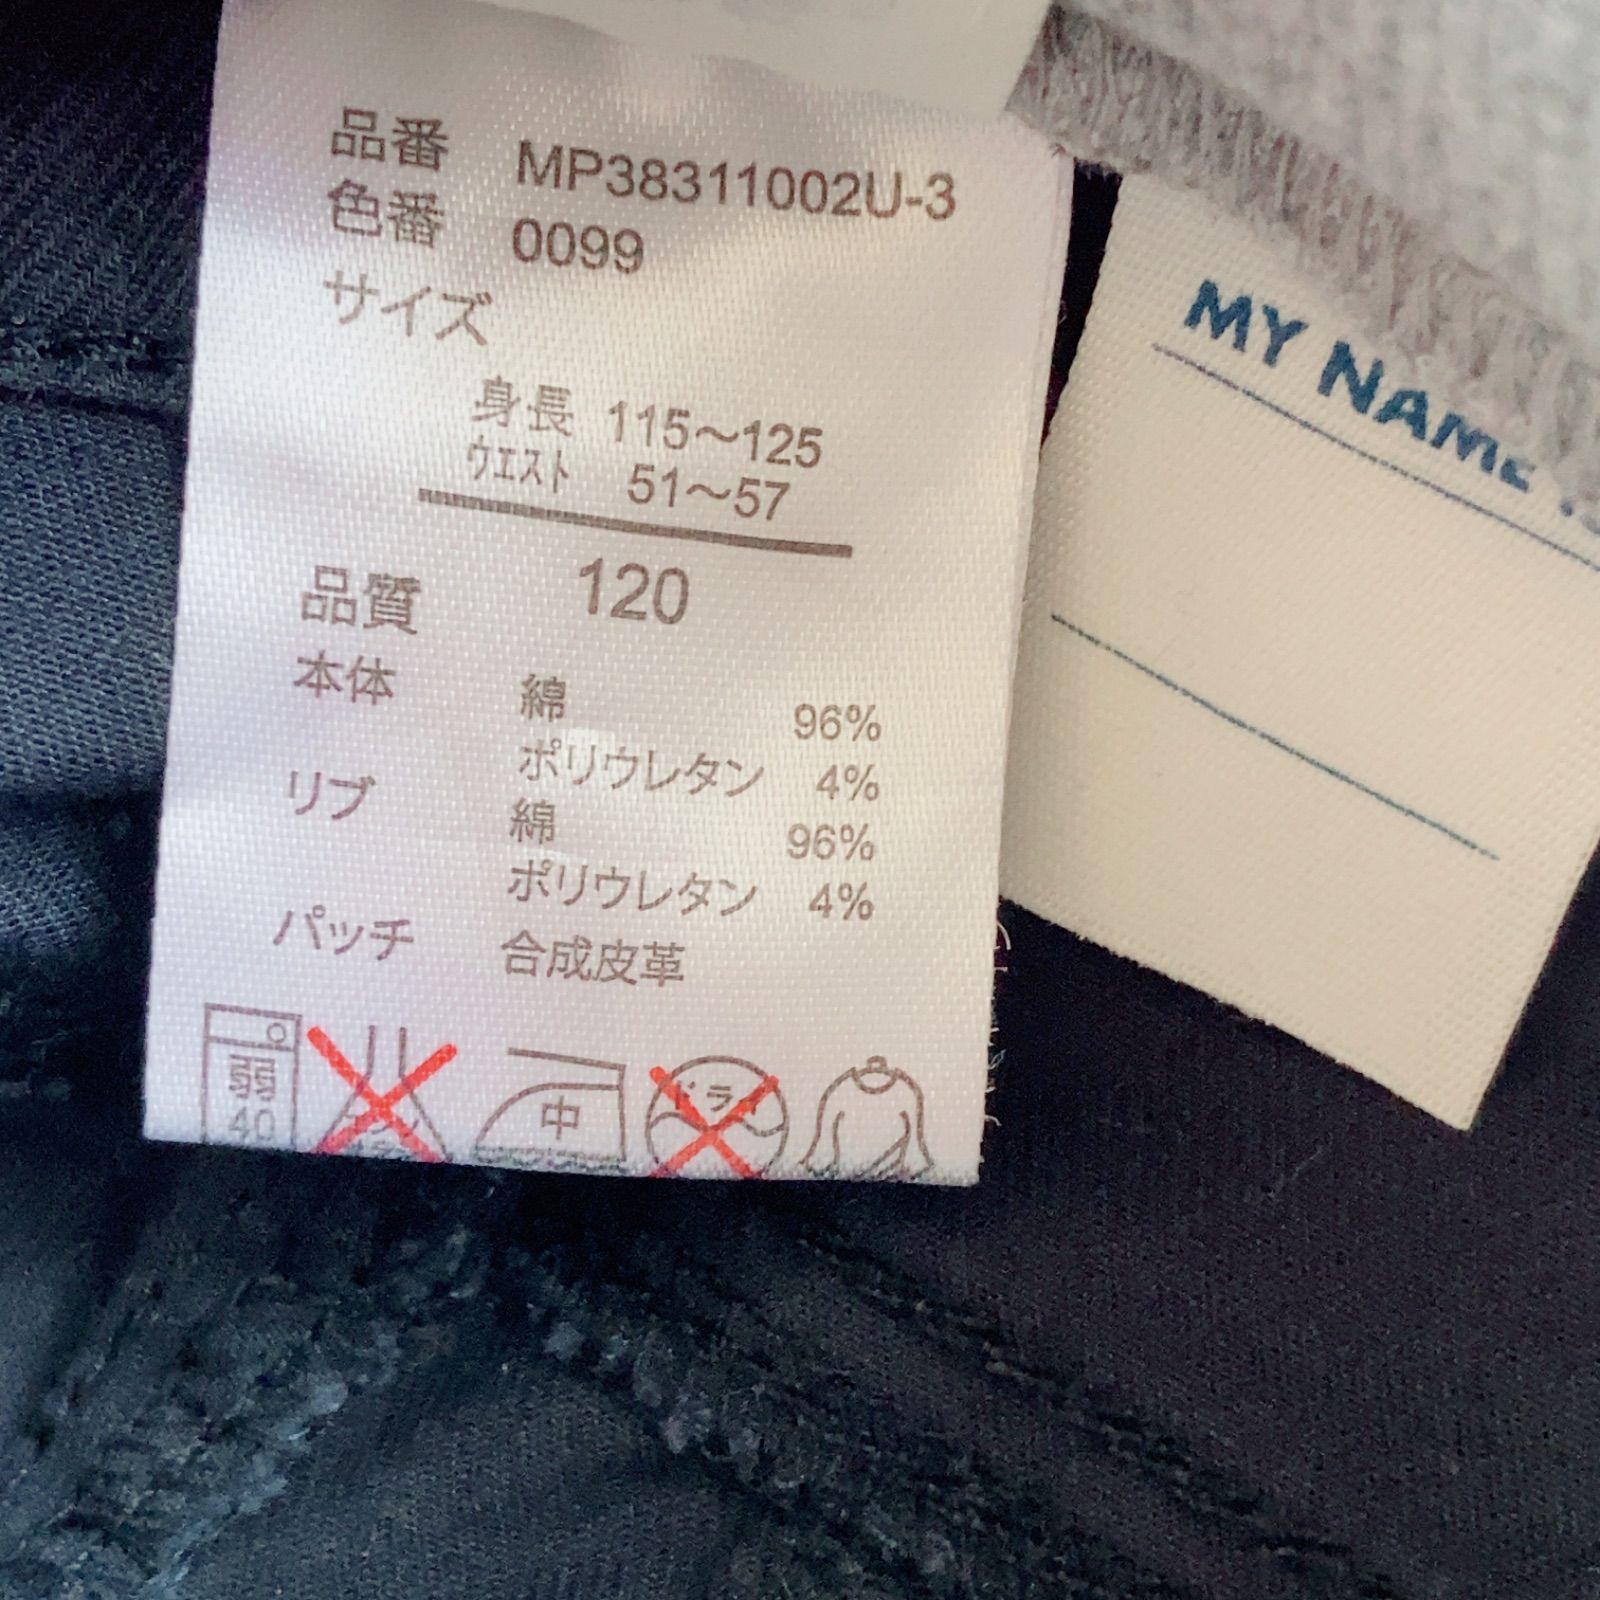 品番 MP38311002U-3
色番 0099
サイズ
身長 115～125
ウエスト 51～57
120
品質
本体 綿 96%
ポリウレタン 4%
リブ 綿 96%
ポリウレタン 4%
パッチ 合成皮革
弱
40
中
ドライ
MY NAME